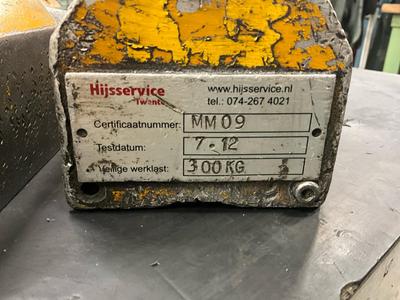 Hijsservice
Twente
www.hijsservice.nl
tel.: 074-267 4021
Certificaatnummer: MM09
Testdatum: 7-12
Veilige werklast: 300KG